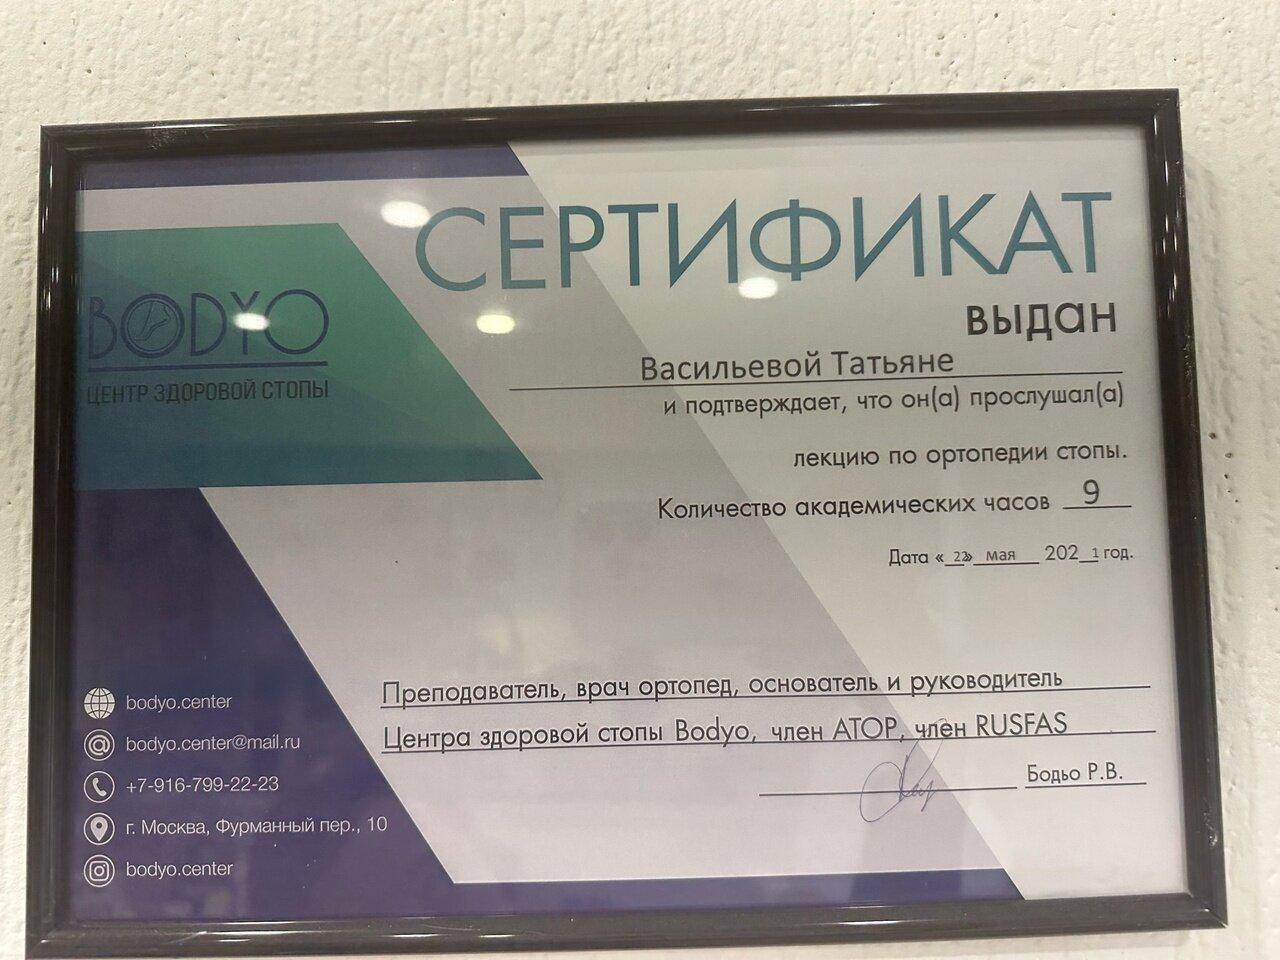 СЕРТИФИКАТ
выдан
Васильевой Татьяне
и подтверждает, что он(а) прослушал(а)
лекцию по ортопедии стопы.
Количество академических часов 9
Дата « 22» мая 2021 год.
BODYO
ЦЕНТР ЗДОРОВОЙ СТОПЫ
Преподаватель, врач ортопед, основатель и руководитель
Центра здоровой стопы Bodyo, член АТОР, член RUSFAS
Бодьо Р.В.
bodyo.center
bodyo.center@mail.ru
+7-916-799-22-23
г. Москва, Фурманный пер., 10
bodyo.center